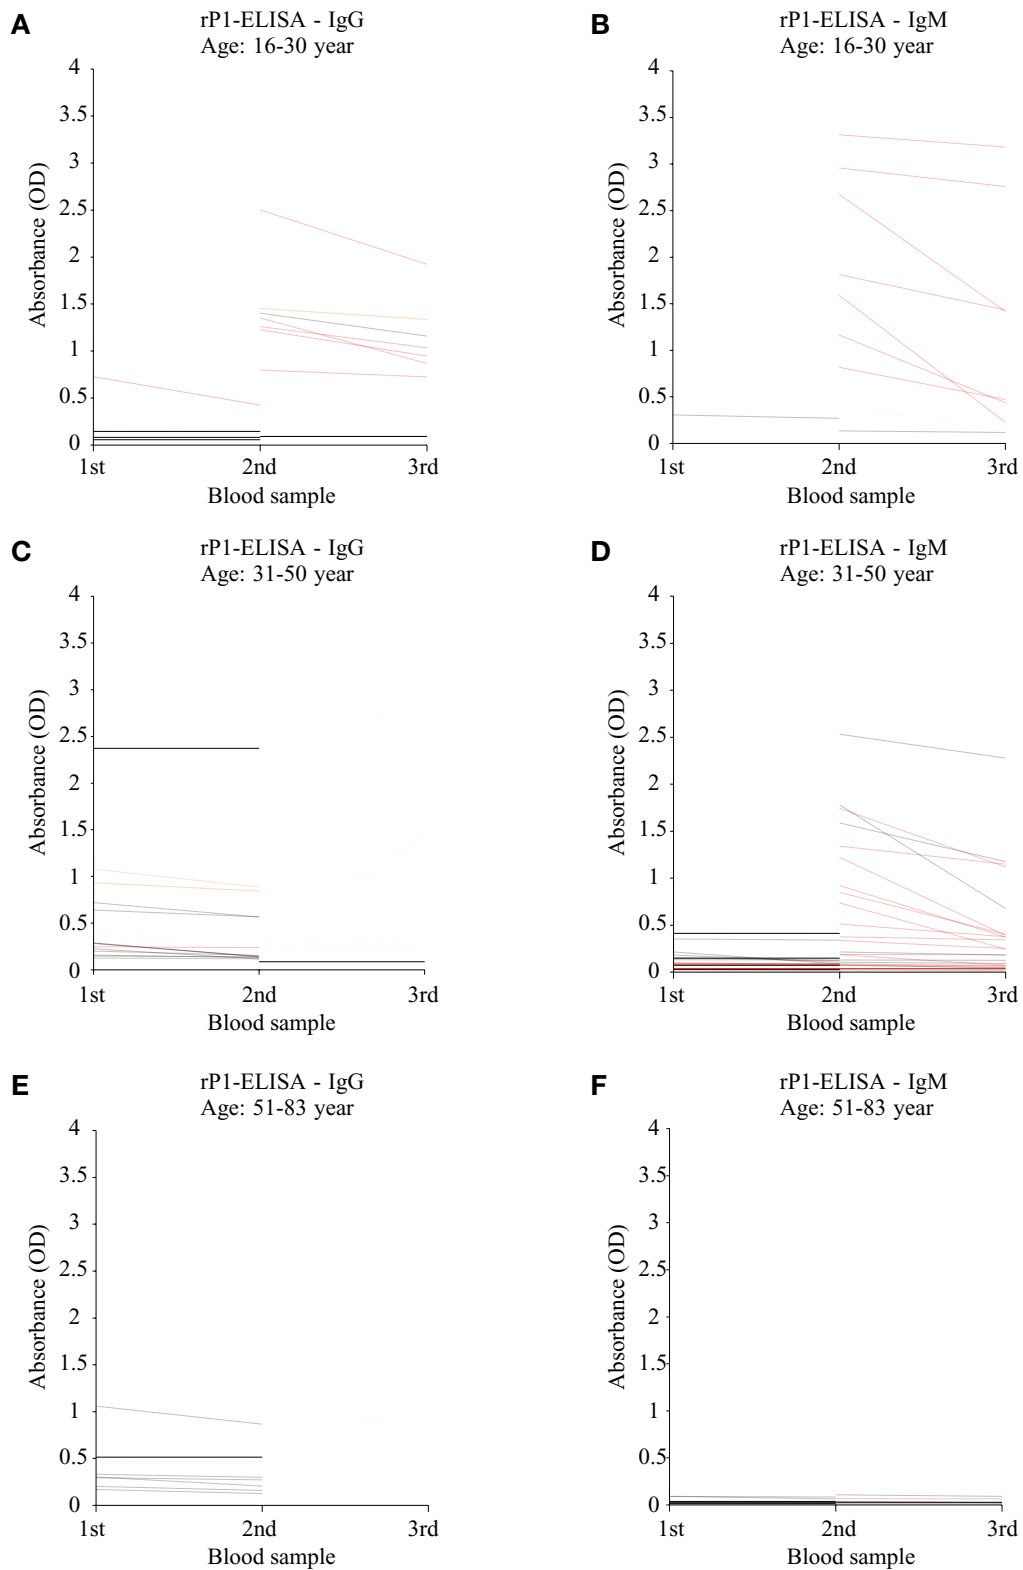 A
rP1-ELISA - IgG
Age: 16-30 year
Absorbance (OD)
4
3.5
3
2.5
2
1.5
1
0.5
0
1st 2nd 3rd
Blood sample
B
rP1-ELISA - IgM
Age: 16-30 year
Absorbance (OD)
4
3.5
3
2.5
2
1.5
1
0.5
0
1st 2nd 3rd
Blood sample
C
rP1-ELISA - IgG
Age: 31-50 year
Absorbance (OD)
4
3.5
3
2.5
2
1.5
1
0.5
0
1st 2nd 3rd
Blood sample
D
rP1-ELISA - IgM
Age: 31-50 year
Absorbance (OD)
4
3.5
3
2.5
2
1.5
1
0.5
0
1st 2nd 3rd
Blood sample
E
rP1-ELISA - IgG
Age: 51-83 year
Absorbance (OD)
4
3.5
3
2.5
2
1.5
1
0.5
0
1st 2nd 3rd
Blood sample
F
rP1-ELISA - IgM
Age: 51-83 year
Absorbance (OD)
4
3.5
3
2.5
2
1.5
1
0.5
0
1st 2nd 3rd
Blood sample